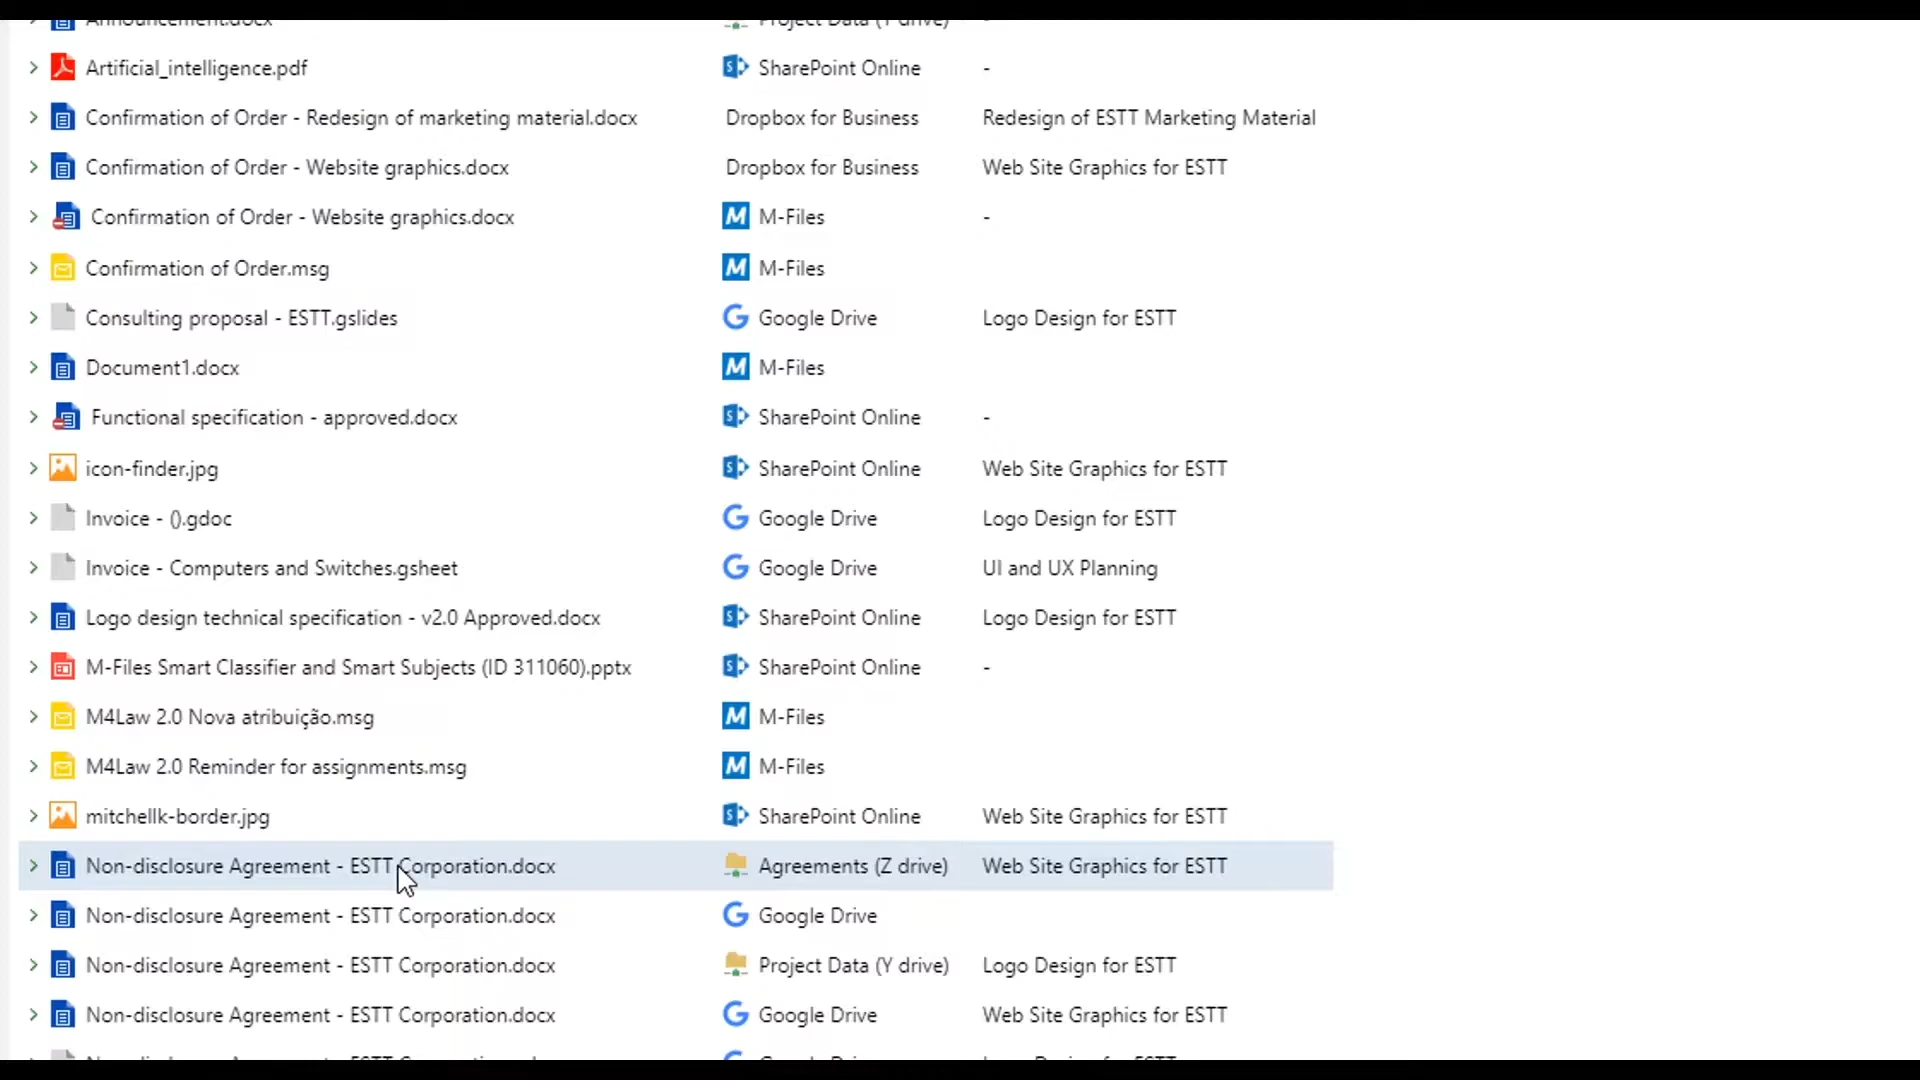 Announcement.docx Project Data (Y drive) -
Artificial_intelligence.pdf SharePoint Online -
Confirmation of Order - Redesign of marketing material.docx Dropbox for Business Redesign of ESTT Marketing Material
Confirmation of Order - Website graphics.docx Dropbox for Business Web Site Graphics for ESTT
Confirmation of Order - Website graphics.docx M-Files -
Confirmation of Order.msg M-Files
Consulting proposal - ESTT.gslides Google Drive Logo Design for ESTT
Document1.docx M-Files
Functional specification - approved.docx SharePoint Online -
icon-finder.jpg SharePoint Online Web Site Graphics for ESTT
Invoice - ().gdoc Google Drive Logo Design for ESTT
Invoice - Computers and Switches.gsheet Google Drive UI and UX Planning
Logo design technical specification - v2.0 Approved.docx SharePoint Online Logo Design for ESTT
M-Files Smart Classifier and Smart Subjects (ID 311060).pptx SharePoint Online -
M4Law 2.0 Nova atribuição.msg M-Files
M4Law 2.0 Reminder for assignments.msg M-Files
mitchellk-border.jpg SharePoint Online Web Site Graphics for ESTT
Non-disclosure Agreement - ESTT Corporation.docx Agreements (Z drive) Web Site Graphics for ESTT
Non-disclosure Agreement - ESTT Corporation.docx Google Drive
Non-disclosure Agreement - ESTT Corporation.docx Project Data (Y drive) Logo Design for ESTT
Non-disclosure Agreement - ESTT Corporation.docx Google Drive Web Site Graphics for ESTT